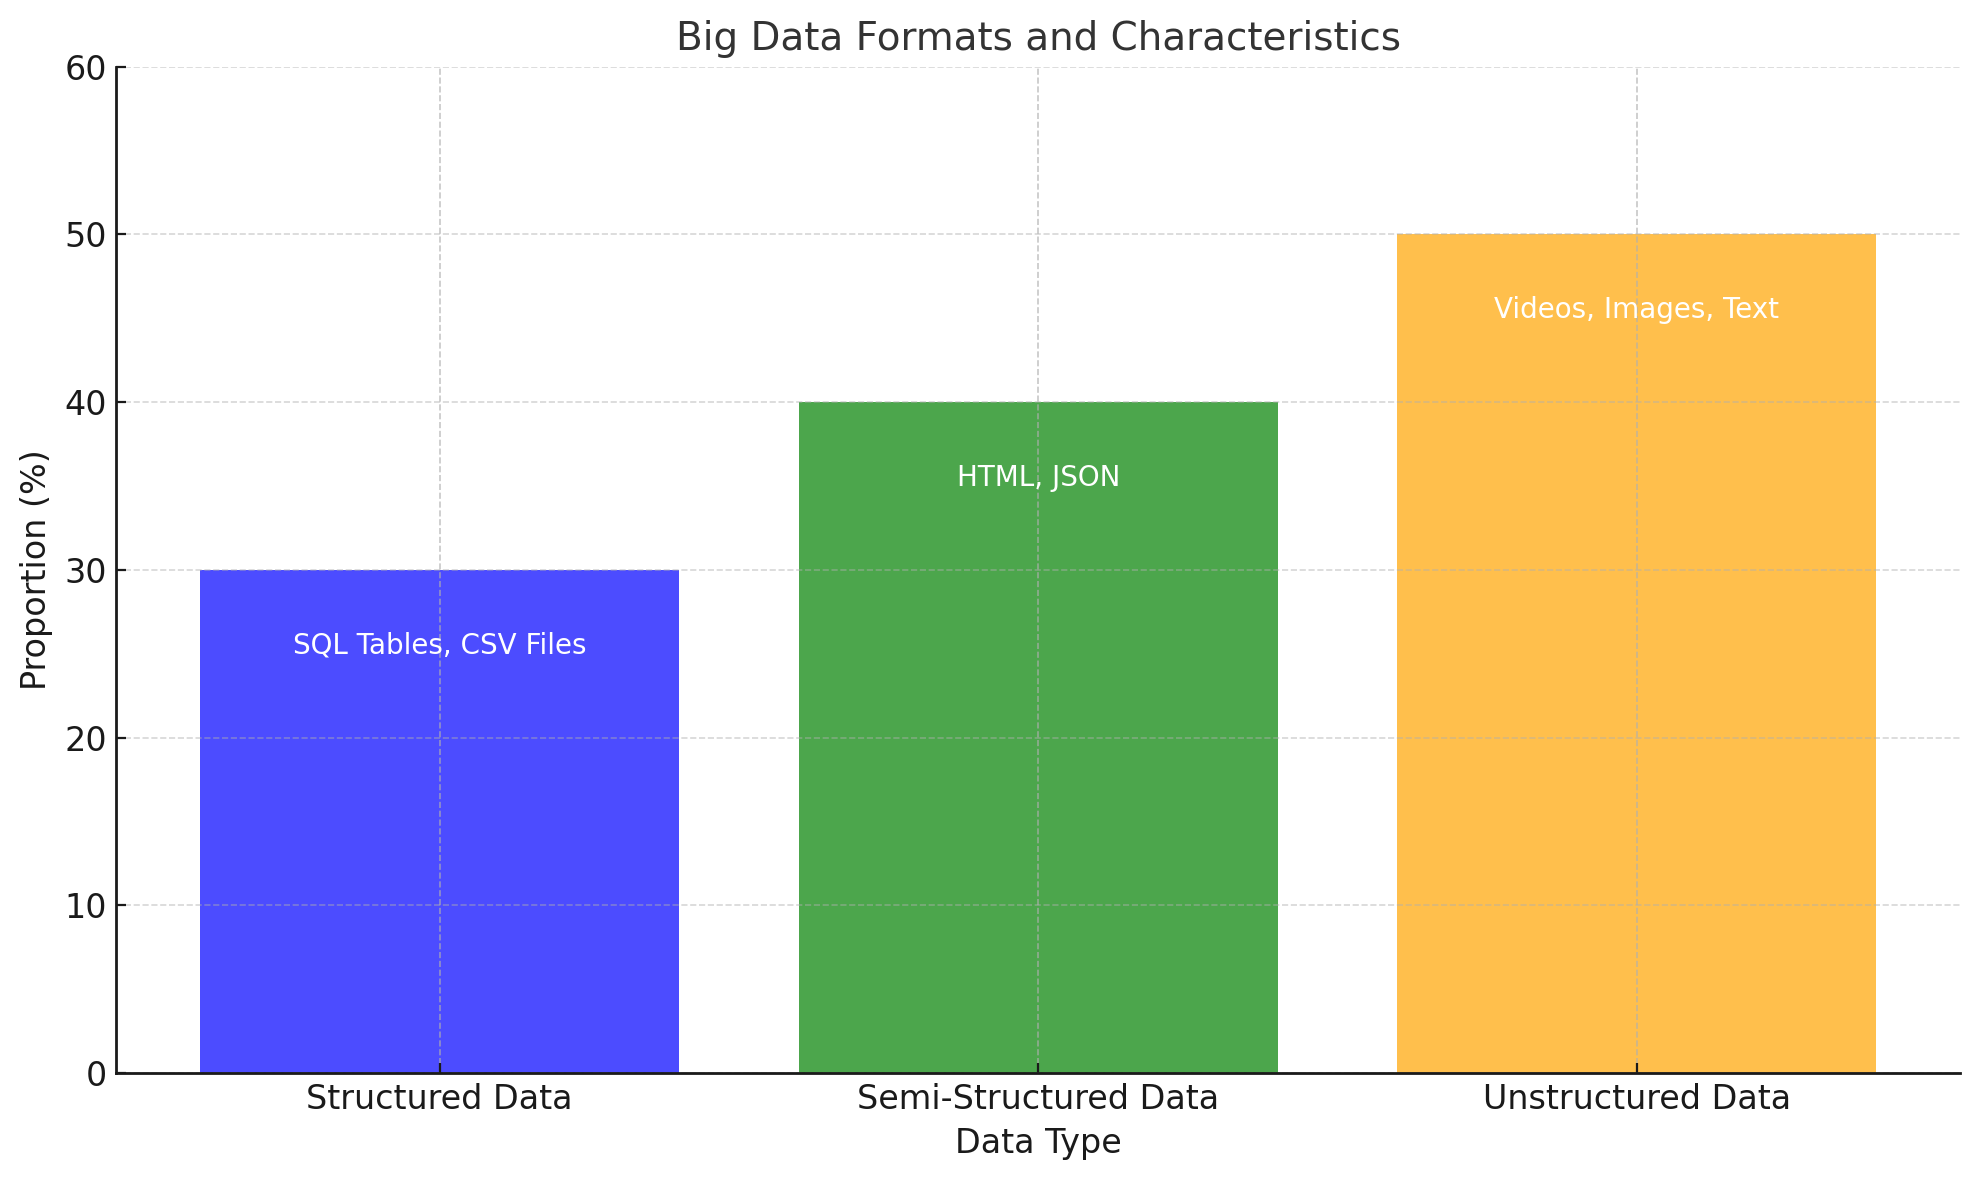 Big Data Formats and Characteristics
Proportion (%)
60
50
40
30
20
10
0
Videos, Images, Text
HTML, JSON
SQL Tables, CSV Files
Structured Data
Semi-Structured Data
Unstructured Data
Data Type